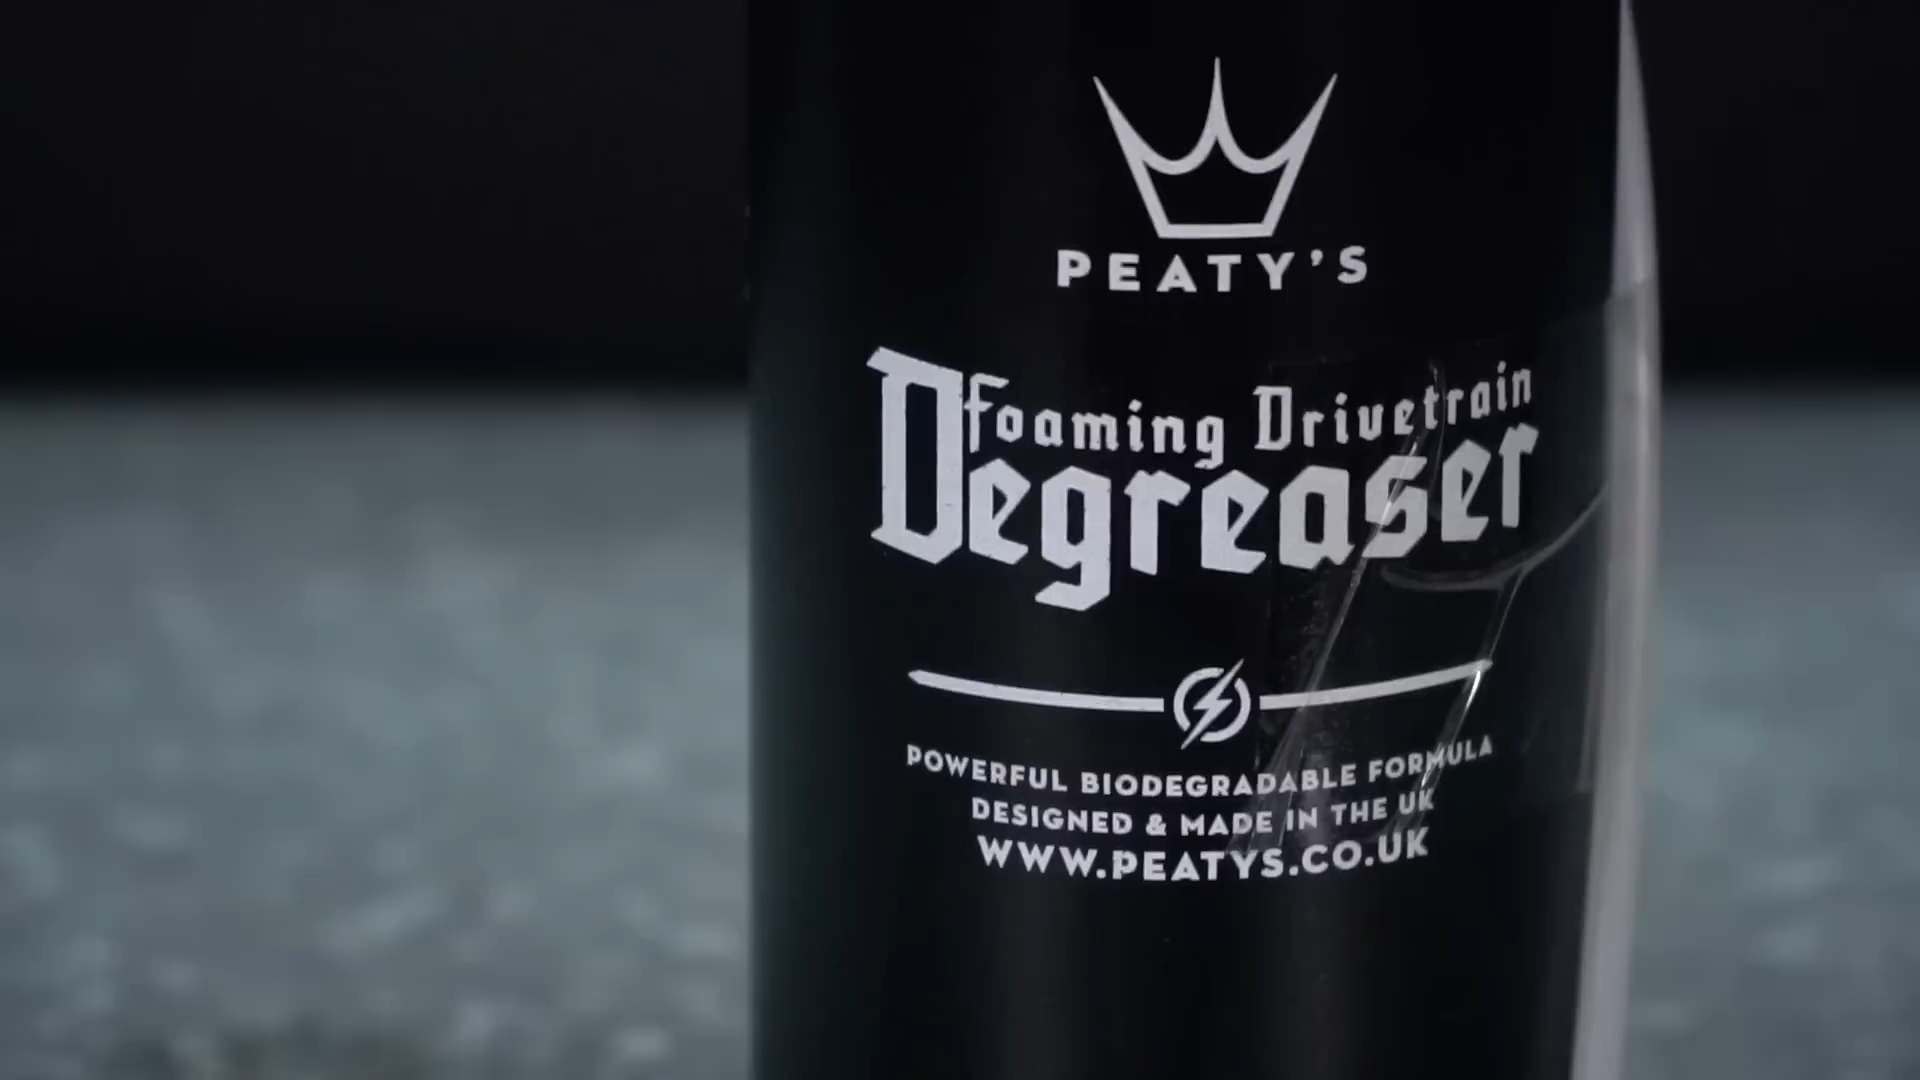 PEATY'S
Foaming Drivetrain
Degreaser
POWERFUL BIODEGRADABLE FORMULA
DESIGNED & MADE IN THE UK
WWW.PEATYS.CO.UK